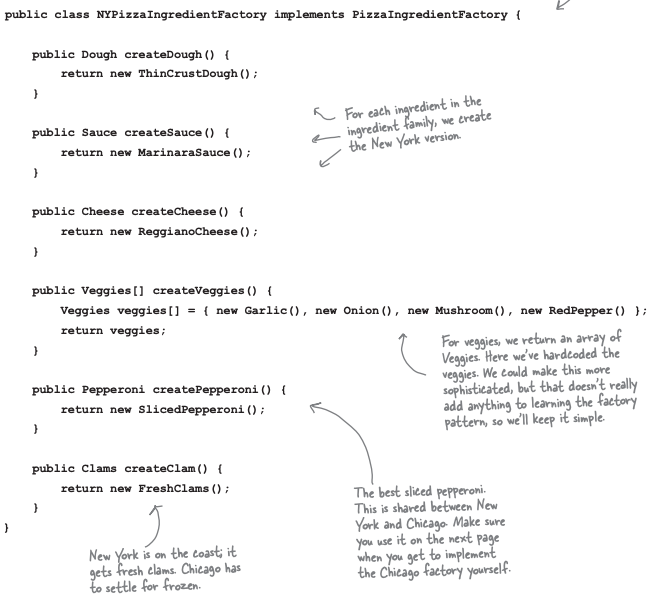 public class NYPizzaIngredientFactory implements PizzaIngredientFactory {
public Dough createDough() {
return new ThinCrustDough();
}
For each ingredient in the
ingredient family, we create
the New York version.
public Sauce createSauce() {
return new MarinaraSauce();
}
public Cheese createCheese() {
return new ReggianoCheese();
}
public Veggies[] createVeggies() {
Veggies veggies[] = { new Garlic(), new Onion(), new Mushroom(), new RedPepper() };
return veggies;
}
For veggies, we return an array of
Veggies. Here we've hardcoded the
veggies. We could make this more
sophisticated, but that doesn't really
add anything to learning the factory
pattern, so we'll keep it simple.
public Pepperoni createPepperoni() {
return new SlicedPepperoni();
}
The best sliced pepperoni.
This is shared between New
York and Chicago. Make sure
you use it on the next page
when you get to implement
the Chicago factory yourself.
public Clams createClam() {
return new FreshClams();
}
}
New York is on the coast; it
gets fresh clams. Chicago has
to settle for frozen.